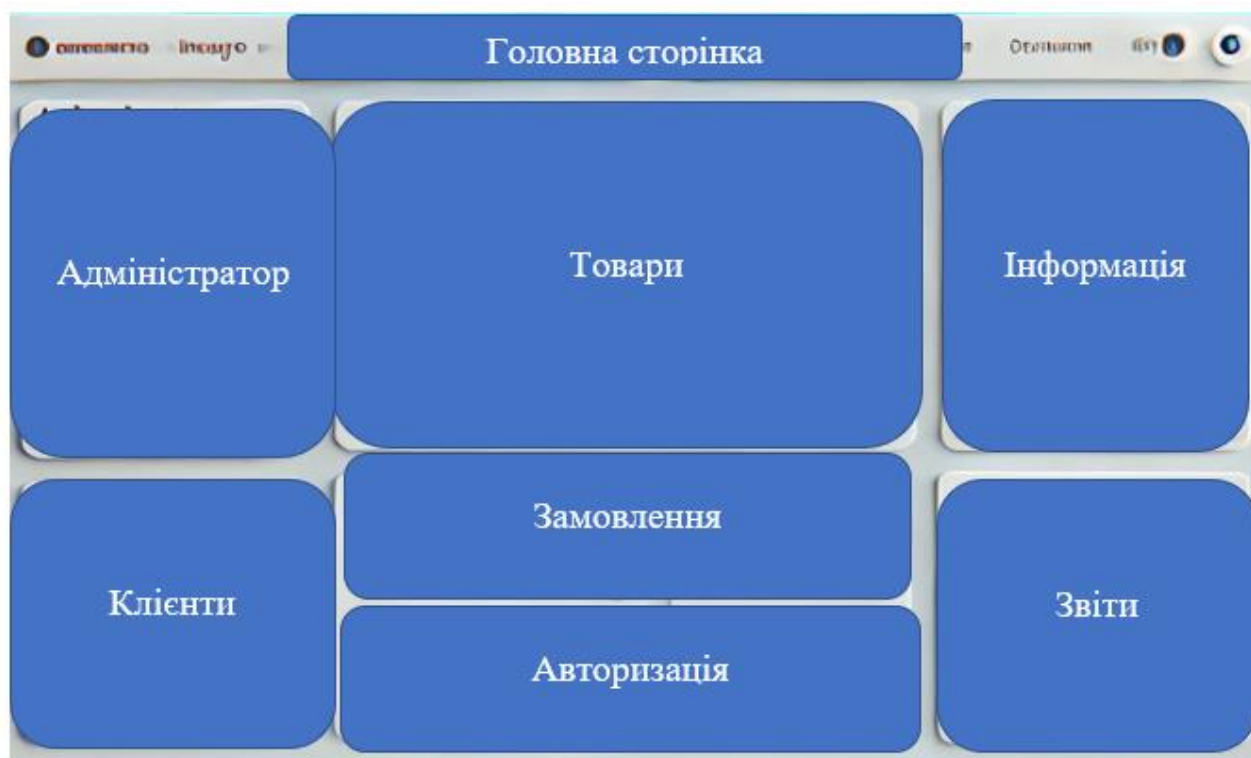 Головна сторінка
Адміністратор
Товари
Інформація
Замовлення
Клієнти
Звіти
Авторизація